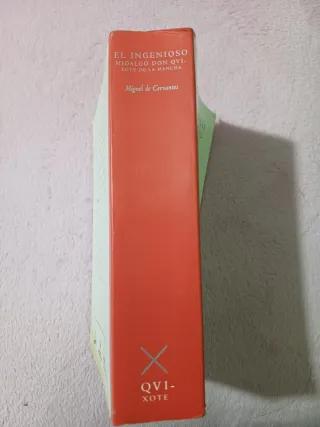 EL INGENIOSO
HIDALGO DON QVI-
XOTE DE LA MANCHA
Miguel de Cervantes
QVI-
XOTE